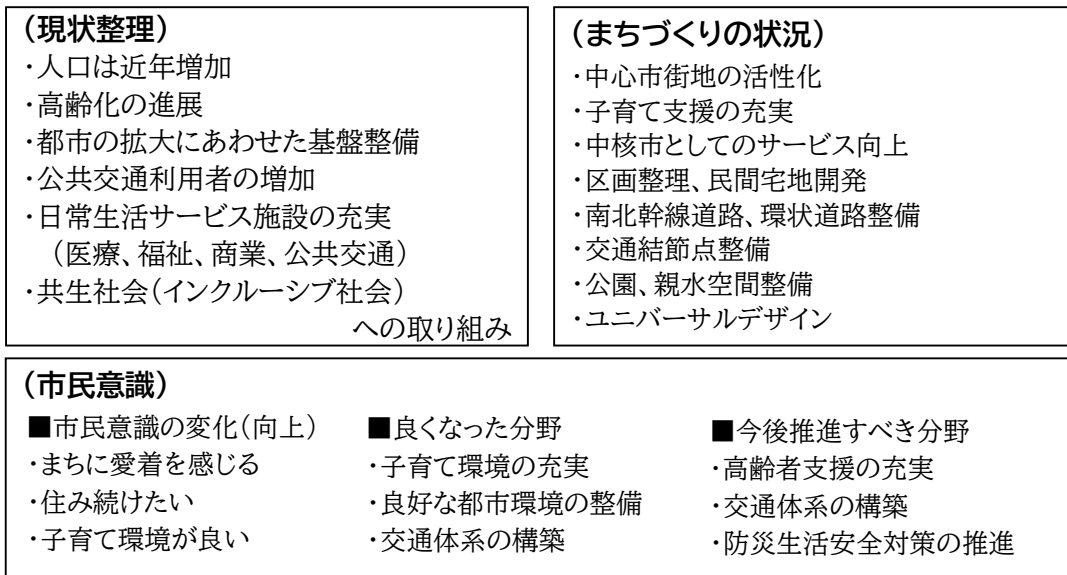 (現状整理)
・人口は近年増加
・高齢化の進展
・都市の拡大にあわせた基盤整備
・公共交通利用者の増加
・日常生活サービス施設の充実
(医療、福祉、商業、公共交通)
・共生社会(インクルーシブ社会)
への取り組み
(まちづくりの状況)
・中心市街地の活性化
・子育て支援の充実
・中核市としてのサービス向上
・区画整理、民間宅地開発
・南北幹線道路、環状道路整備
・交通結節点整備
・公園、親水空間整備
・ユニバーサルデザイン
(市民意識)
■市民意識の変化(向上)
・まちに愛着を感じる
・住み続けたい
・子育て環境が良い
■良くなった分野
・子育て環境の充実
・良好な都市環境の整備
・交通体系の構築
■今後推進すべき分野
・高齢者支援の充実
・交通体系の構築
・防災生活安全対策の推進